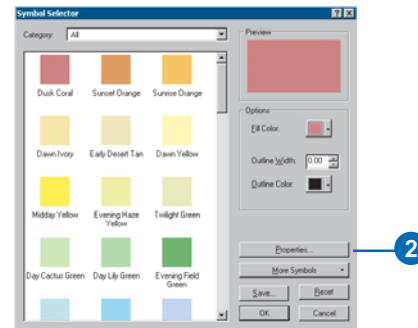 Symbol Selector
Category: All
Dusk Coral
Sunset Orange
Sunrise Orange
Dawn Ivory
Early Desert Tan
Dawn Yellow
Midday Yellow
Evening Haze
Yellow
Twilight Green
Day Cactus Green
Day Lily Green
Evening Field
Green
Preview
Options
Fill Color:
Outline Width: 0.00
Outline Color:
Properties...
2
More Symbols
Save...
Reset
OK
Cancel